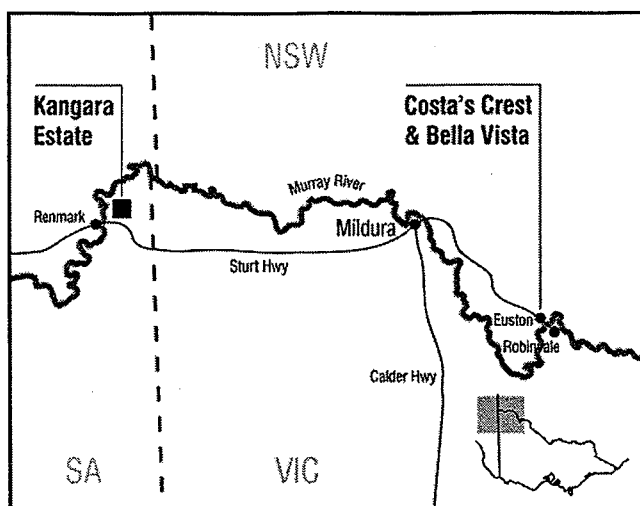 NSW
Kangara
Estate
Costa's Crest
& Bella Vista
Murray River
Renmark
Mildura
Sturt Hwy
Euston
Robinvale
Calder Hwy
SA
VIC